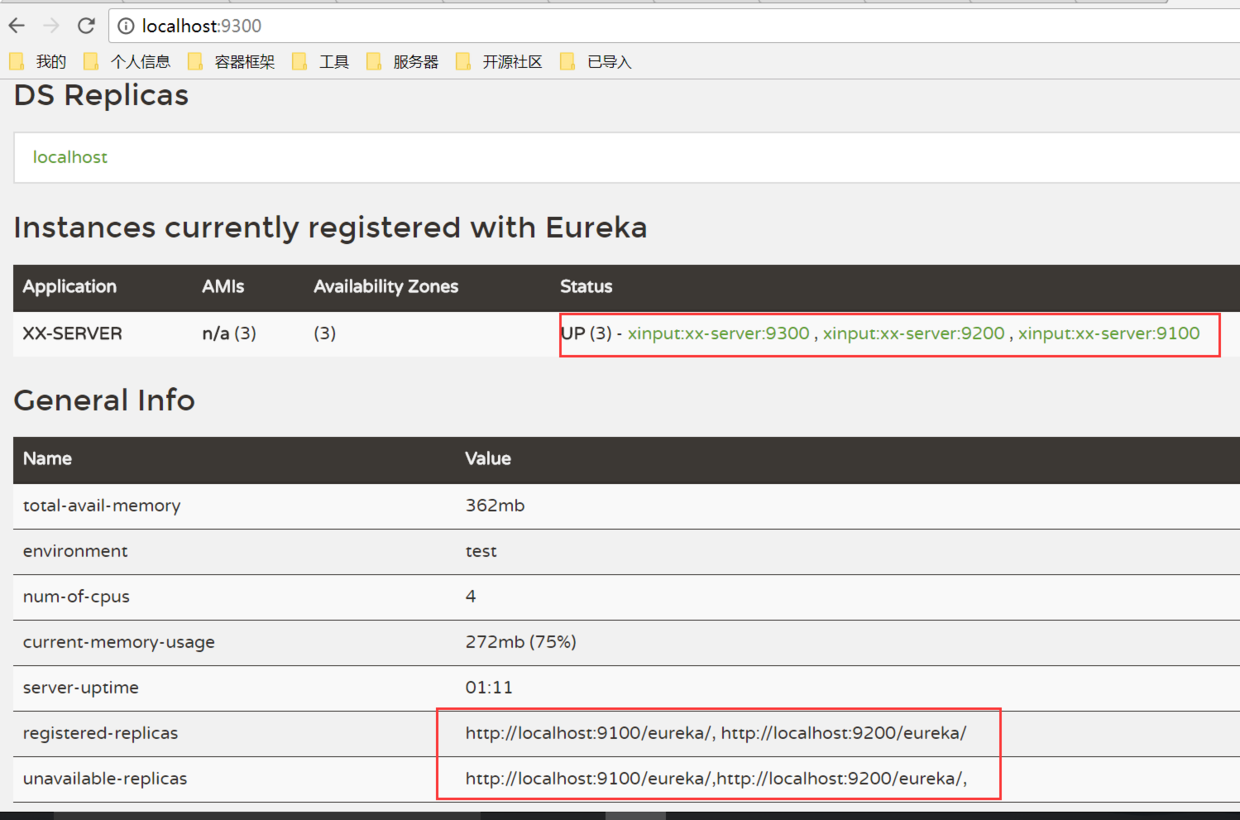 localhost:9300
我的 个人信息 容器框架 工具 服务器 开源社区 已导入
DS Replicas
localhost
Instances currently registered with Eureka
Application AMIs Availability Zones Status
XX-SERVER n/a (3) (3) UP (3) - xinput:xx-server:9300 , xinput:xx-server:9200 , xinput:xx-server:9100
General Info
Name Value
total-avail-memory 362mb
environment test
num-of-cpus 4
current-memory-usage 272mb (75%)
server-uptime 01:11
registered-replicas http://localhost:9100/eureka/, http://localhost:9200/eureka/
unavailable-replicas http://localhost:9100/eureka/,http://localhost:9200/eureka/,